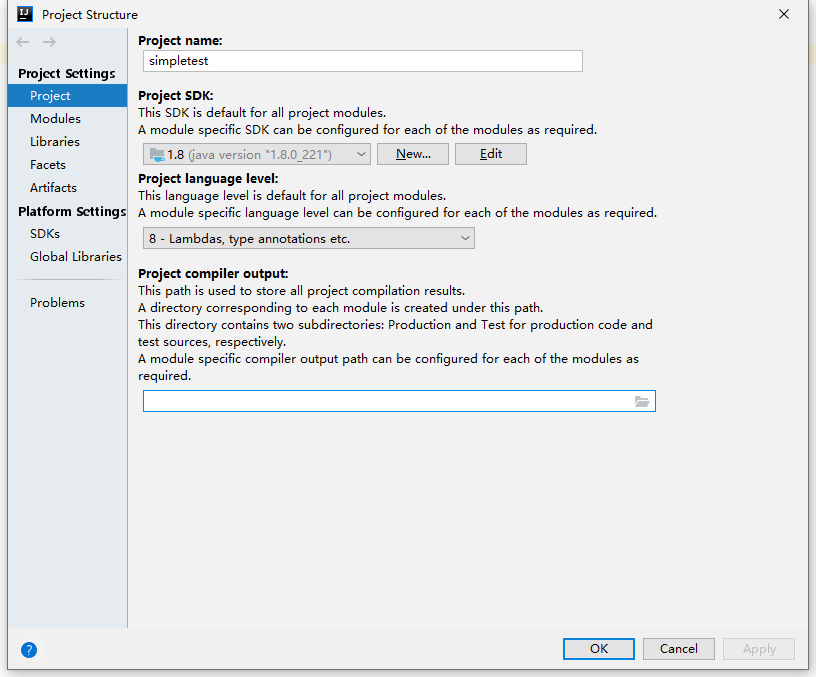 IJ Project Structure
Project Settings
Project
Modules
Libraries
Facets
Artifacts
Platform Settings
SDKs
Global Libraries
Problems
Project name:
simpletest
Project SDK:
This SDK is default for all project modules.
A module specific SDK can be configured for each of the modules as required.
1.8 (java version "1.8.0_221") New... Edit
Project language level:
This language level is default for all project modules.
A module specific language level can be configured for each of the modules as required.
8 - Lambdas, type annotations etc.
Project compiler output:
This path is used to store all project compilation results.
A directory corresponding to each module is created under this path.
This directory contains two subdirectories: Production and Test for production code and
test sources, respectively.
A module specific compiler output path can be configured for each of the modules as
required.
? OK Cancel Apply